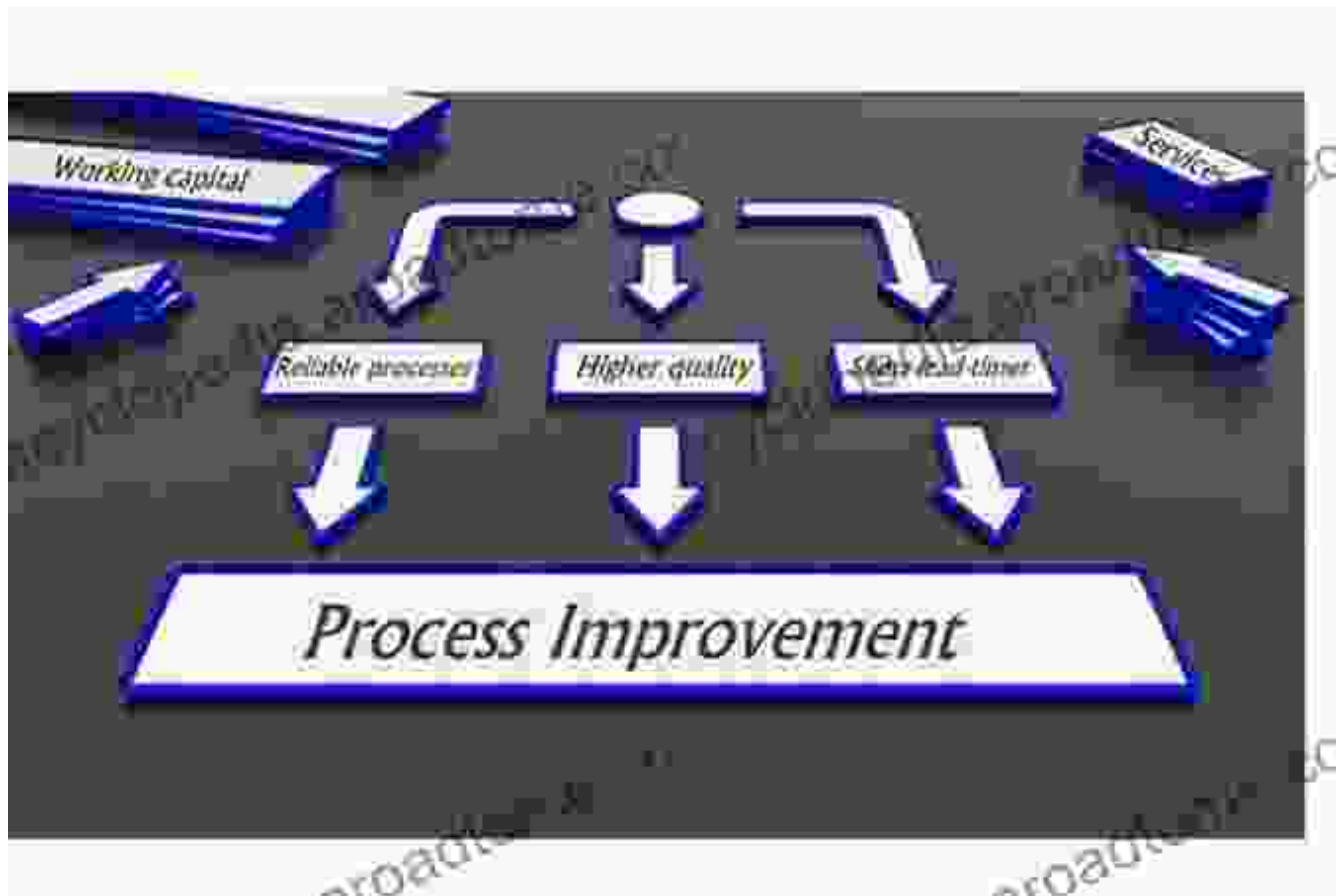 Working capital
Services
Reliable processes
Higher quality
lead-times
Process Improvement